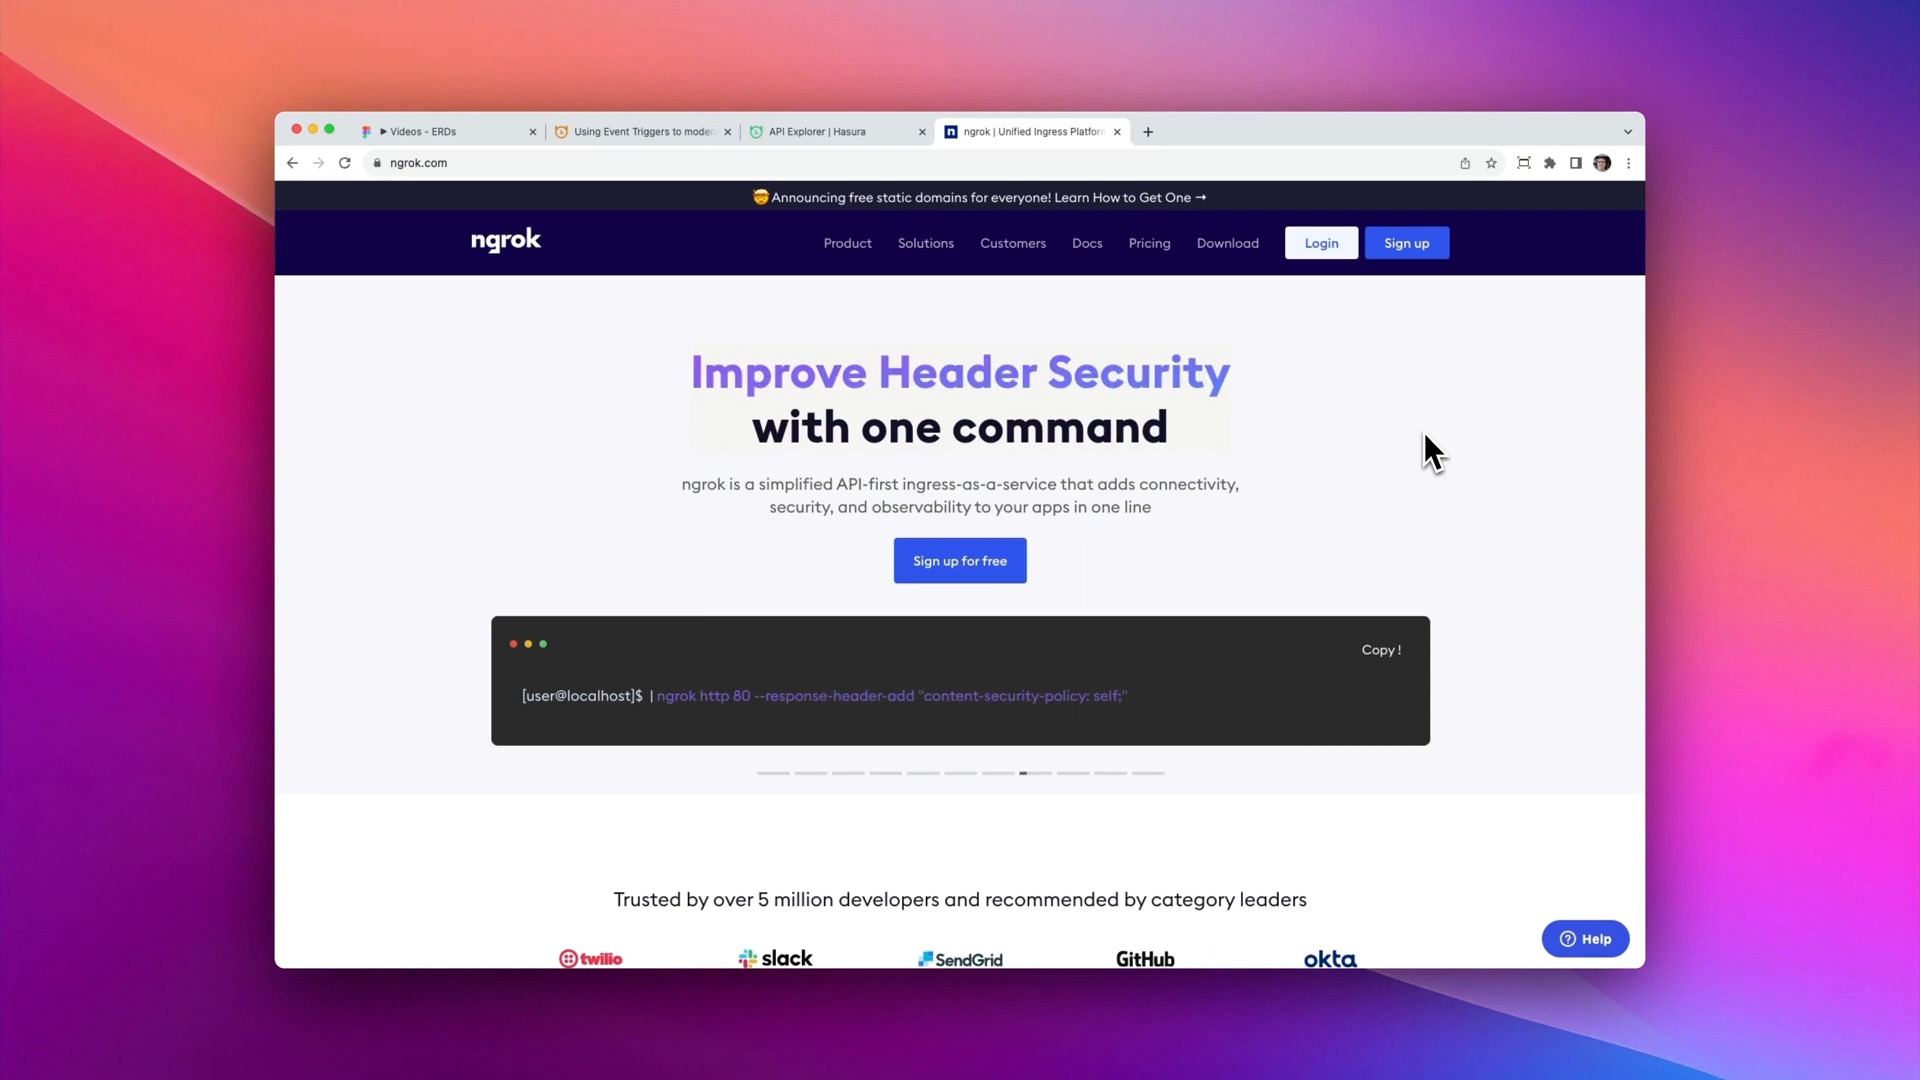 Videos - ERDs
Using Event Triggers to moder
API Explorer | Hasura
ngrok | Unified Ingress Platform
ngrok.com
Announcing free static domains for everyone! Learn How to Get One →
ngrok
Product
Solutions
Customers
Docs
Pricing
Download
Login
Sign up
Improve Header Security
with one command
ngrok is a simplified API-first ingress-as-a-service that adds connectivity,
security, and observability to your apps in one line
Sign up for free
Copy !
[user@localhost]$ | ngrok http 80 --response-header-add "content-security-policy: self;"
Trusted by over 5 million developers and recommended by category leaders
twilio
slack
SendGrid
GitHub
okta
Help